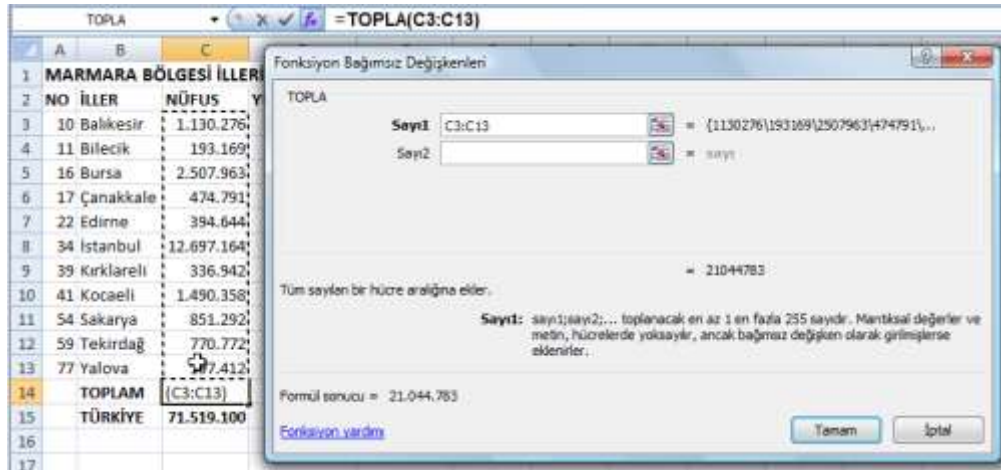 TOPLA =TOPLA(C3:C13)
A B C
1 MARMARA BÖLGESİ İLLERİ
2 NO İLLER NÜFUS Y
3 10 Balıkesir 1.130.276
4 11 Bilecik 193.169
5 16 Bursa 2.507.963
6 17 Çanakkale 474.791
7 22 Edirne 394.644
8 34 İstanbul 12.697.164
9 39 Kırklareli 336.942
10 41 Kocaeli 1.490.358
11 54 Sakarya 851.292
12 59 Tekirdağ 770.772
13 77 Yalova 7.412
14 TOPLAM (C3:C13)
15 TÜRKİYE 71.519.100
16
17
Fonksiyon Bağımsız Değişkenleri
TOPLA
Sayı1 C3:C13 = {1130276\193169\2507963\474791\...
Sayı2 = sayı
= 21044783
Tüm sayıları bir hücre aralığına ekler.
Sayı1: sayı1;sayı2;... toplanacak en az 1 en fazla 255 sayıdır. Mantıksal değerler ve
metin, hücrelerde yoksayılır, ancak bağımsız değişken olarak girilmişlerse
eklenirler.
Formül sonucu = 21.044.783
Fonksiyon yardımı
Tamam İptal